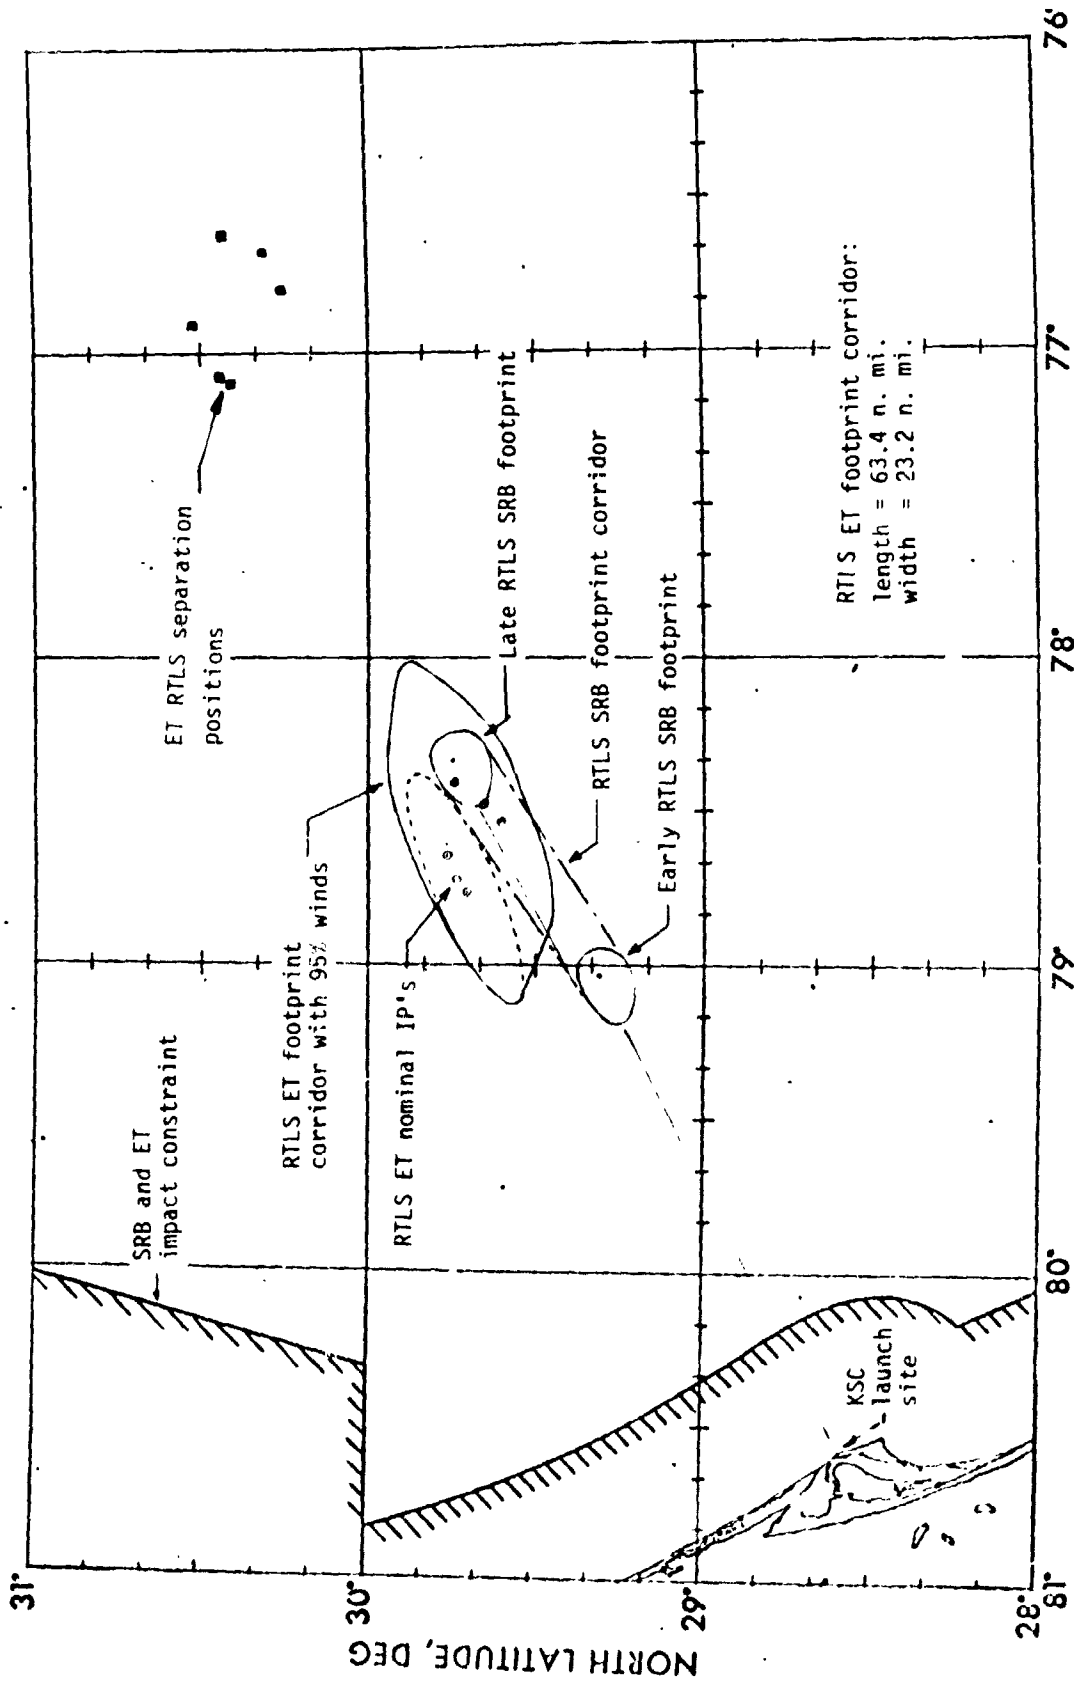 NORTH LATITUDE, DEG
31°
30°
29°
28°
81°
80°
79°
78°
77°
76°
SRB and ET
impact constraint
RTLS ET footprint
corridor with 95% winds
RTLS ET nominal IP's
ET RTLS separation
positions
Late RTLS SRB footprint
RTLS SRB footprint corridor
Early RTLS SRB footprint
RTLS ET footprint corridor:
length = 63.4 n. mi.
width = 23.2 n. mi.
KSC
launch
site